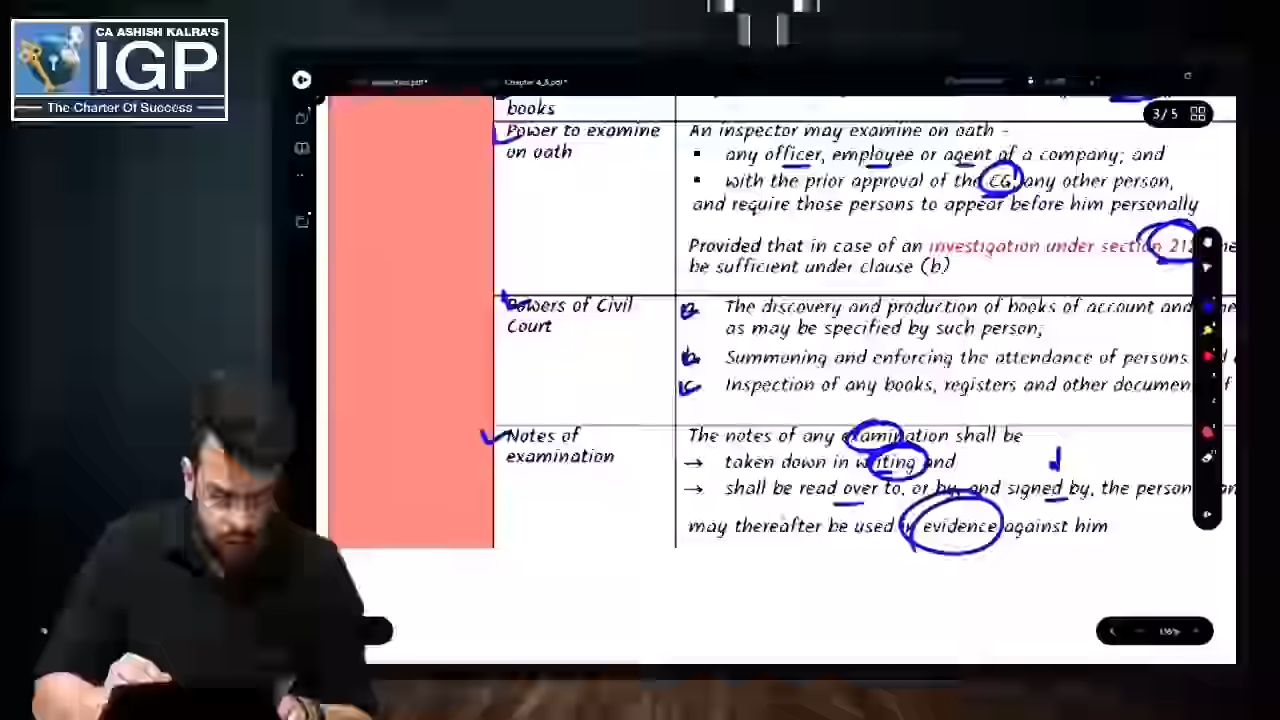 CA ASHISH KALRA'S
IGP
The Charter Of Success
Chapter 4_5.pdf
3/5
books
Power to examine
on oath
An inspector may examine on oath -
▪ any officer, employee or agent of a company; and
▪ with the prior approval of the CG, any other person,
and require those persons to appear before him personally
Provided that in case of an investigation under section 212
be sufficient under clause (b)
Powers of Civil
Court
a. The discovery and production of books of account and
as may be specified by such person;
b. Summoning and enforcing the attendance of persons
c. Inspection of any books, registers and other documen
Notes of
examination
The notes of any examination shall be
→ taken down in writing and
→ shall be read over to, or by, and signed by, the person
may thereafter be used in evidence against him